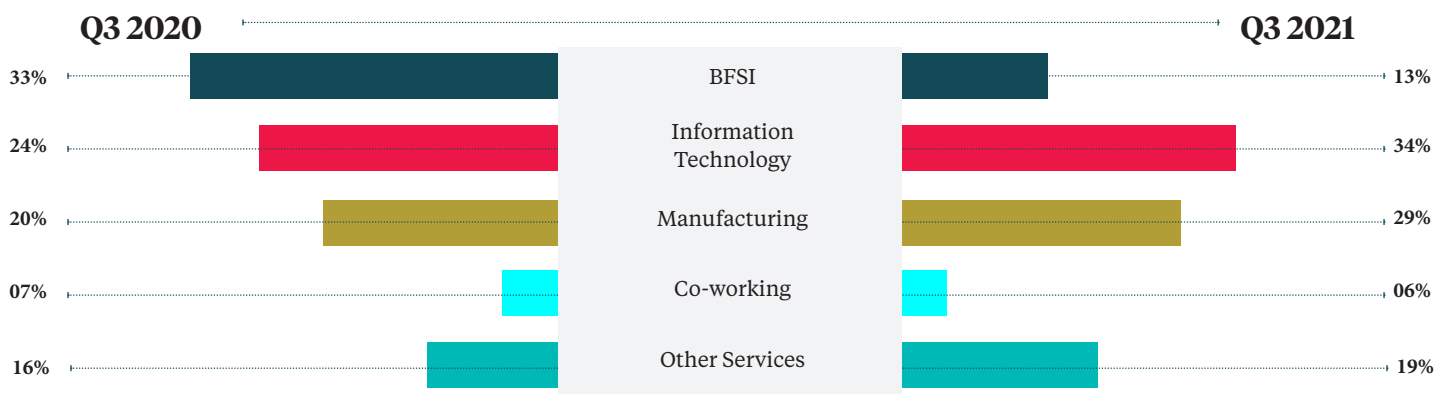 Q3 2020 Q3 2021
33% BFSI 13%
24% Information 34%
Technology
20% Manufacturing 29%
07% Co-working 06%
16% Other Services 19%